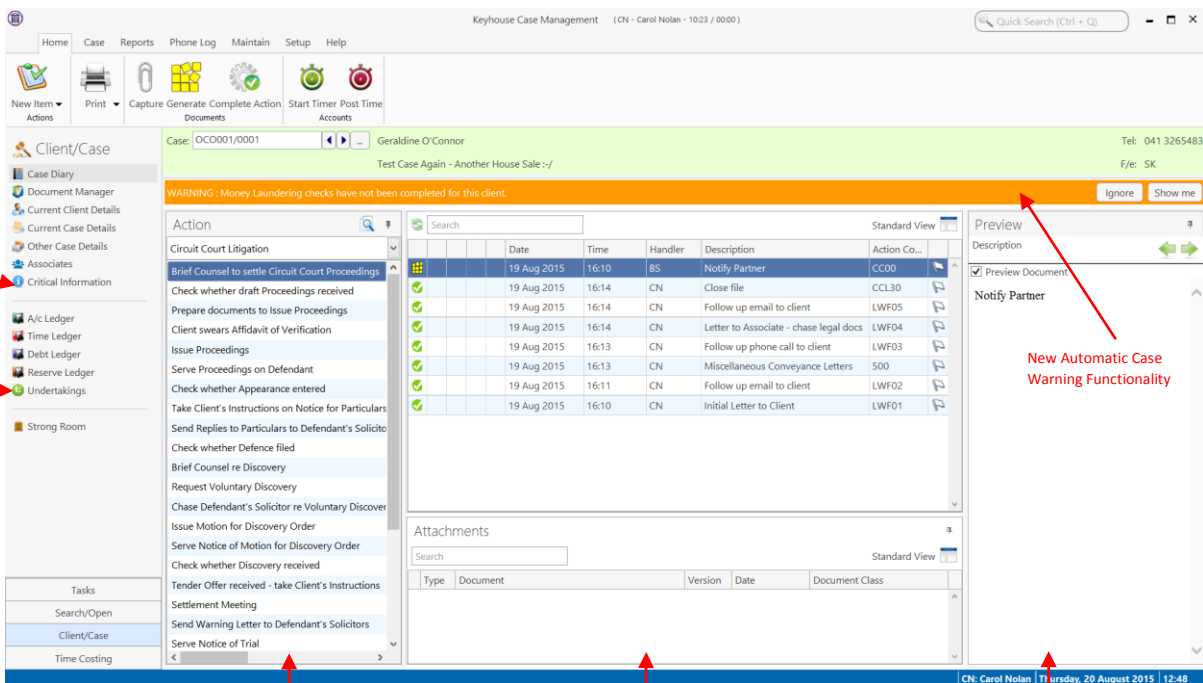 Keyhouse Case Management (CN - Carol Nolan - 10:23 / 00:00)
Quick Search (Ctrl + Q)
Home Case Reports Phone Log Maintain Setup Help
New Item Print Capture Generate Complete Action Start Timer Post Time
Actions Documents Accounts
Client/Case
Case Diary
Document Manager
Current Client Details
Current Case Details
Other Case Details
Associates
Critical Information
A/c Ledger
Time Ledger
Debt Ledger
Reserve Ledger
Undertakings
Strong Room
Tasks
Search/Open
Client/Case
Time Costing
Case: OCO001/0001 ... Geraldine O'Connor Tel: 041 3265483
Test Case Again - Another House Sale :-/ F/e: SK
WARNING : Money Laundering checks have not been completed for this client. Ignore Show me
Action
Circuit Court Litigation
Brief Counsel to settle Circuit Court Proceedings
Check whether draft Proceedings received
Prepare documents to Issue Proceedings
Client swears Affidavit of Verification
Issue Proceedings
Serve Proceedings on Defendant
Check whether Appearance entered
Take Client's Instructions on Notice for Particulars
Send Replies to Particulars to Defendant's Solicito
Check whether Defence filed
Brief Counsel re Discovery
Request Voluntary Discovery
Chase Defendant's Solicitor re Voluntary Discover
Issue Motion for Discovery Order
Serve Notice of Motion for Discovery Order
Check whether Discovery received
Tender Offer received - take Client's Instructions
Settlement Meeting
Send Warning Letter to Defendant's Solicitors
Serve Notice of Trial
Search Standard View
Date Time Handler Description Action Co...
19 Aug 2015 16:10 BS Notify Partner CC00
19 Aug 2015 16:14 CN Close file CCL30
19 Aug 2015 16:14 CN Follow up email to client LWF05
19 Aug 2015 16:14 CN Letter to Associate - chase legal docs LWF04
19 Aug 2015 16:13 CN Follow up phone call to client LWF03
19 Aug 2015 16:13 CN Miscellaneous Conveyance Letters 500
19 Aug 2015 16:11 CN Follow up email to client LWF02
19 Aug 2015 16:10 CN Initial Letter to Client LWF01
Attachments
Search Standard View
Type Document Version Date Document Class
Preview
Description
Preview Document
Notify Partner
New Automatic Case
Warning Functionality
CN: Carol Nolan Thursday, 20 August 2015 12:48